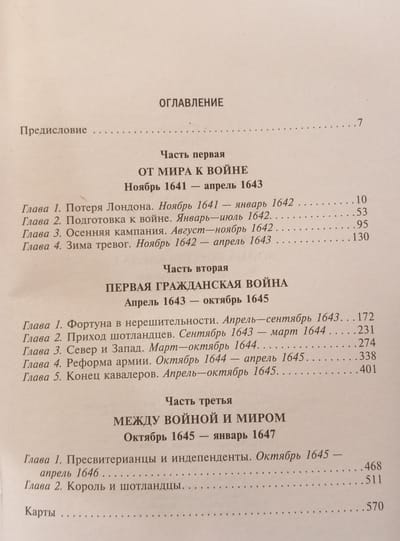 ОГЛАВЛЕНИЕ
Предисловие . . . . . . . . . . . . . . . . . . . . . . . . . . . . 7
Часть первая
ОТ МИРА К ВОЙНЕ
Ноябрь 1641 — апрель 1643
Глава 1. Потеря Лондона. Ноябрь 1641 — январь 1642 . . . . . . . . 10
Глава 2. Подготовка к войне. Январь—июль 1642. . . . . . . . . . . 53
Глава 3. Осенняя кампания. Август—ноябрь 1642. . . . . . . . . . . 95
Глава 4. Зима тревог. Ноябрь 1642 — апрель 1643 . . . . . . . . . 130
Часть вторая
ПЕРВАЯ ГРАЖДАНСКАЯ ВОЙНА
Апрель 1643 — октябрь 1645
Глава 1. Фортуна в нерешительности. Апрель—сентябрь 1643. . . 172
Глава 2. Приход шотландцев. Сентябрь 1643 — март 1644 . . . . 231
Глава 3. Север и Запад. Март—октябрь 1644. . . . . . . . . . . . . 274
Глава 4. Реформа армии. Октябрь 1644 — апрель 1645. . . . . . . 338
Глава 5. Конец кавалеров. Апрель—октябрь 1645. . . . . . . . . . 401
Часть третья
МЕЖДУ ВОЙНОЙ И МИРОМ
Октябрь 1645 — январь 1647
Глава 1. Пресвитерианцы и индепенденты. Октябрь 1645 —
апрель 1646 . . . . . . . . . . . . . . . . . . . . . . . . . . . . 468
Глава 2. Король и шотландцы. . . . . . . . . . . . . . . . . . . . 511
Карты . . . . . . . . . . . . . . . . . . . . . . . . . . . . . . . 570